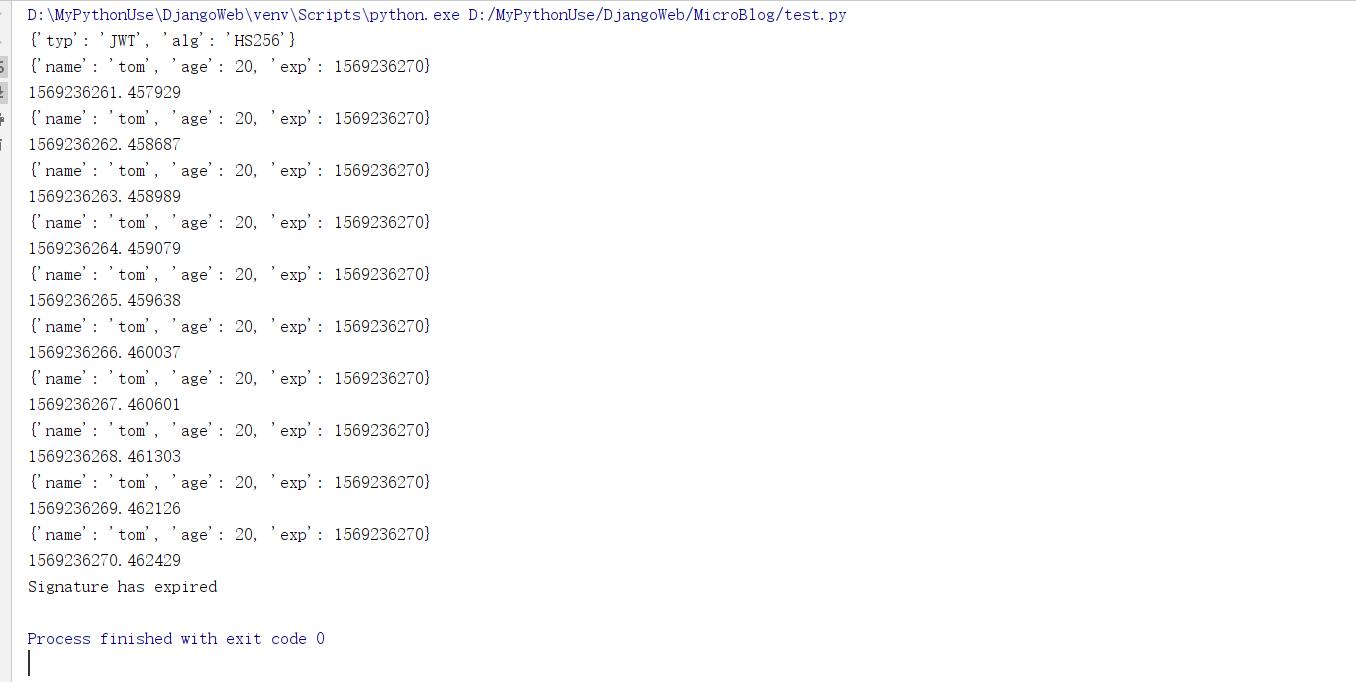 D:\MyPythonUse\DjangoWeb\venv\Scripts\python.exe D:/MyPythonUse/DjangoWeb/MicroBlog/test.py
{'typ': 'JWT', 'alg': 'HS256'}
{'name': 'tom', 'age': 20, 'exp': 1569236270}
1569236261.457929
{'name': 'tom', 'age': 20, 'exp': 1569236270}
1569236262.458687
{'name': 'tom', 'age': 20, 'exp': 1569236270}
1569236263.458989
{'name': 'tom', 'age': 20, 'exp': 1569236270}
1569236264.459079
{'name': 'tom', 'age': 20, 'exp': 1569236270}
1569236265.459638
{'name': 'tom', 'age': 20, 'exp': 1569236270}
1569236266.460037
{'name': 'tom', 'age': 20, 'exp': 1569236270}
1569236267.460601
{'name': 'tom', 'age': 20, 'exp': 1569236270}
1569236268.461303
{'name': 'tom', 'age': 20, 'exp': 1569236270}
1569236269.462126
{'name': 'tom', 'age': 20, 'exp': 1569236270}
1569236270.462429
Signature has expired
Process finished with exit code 0